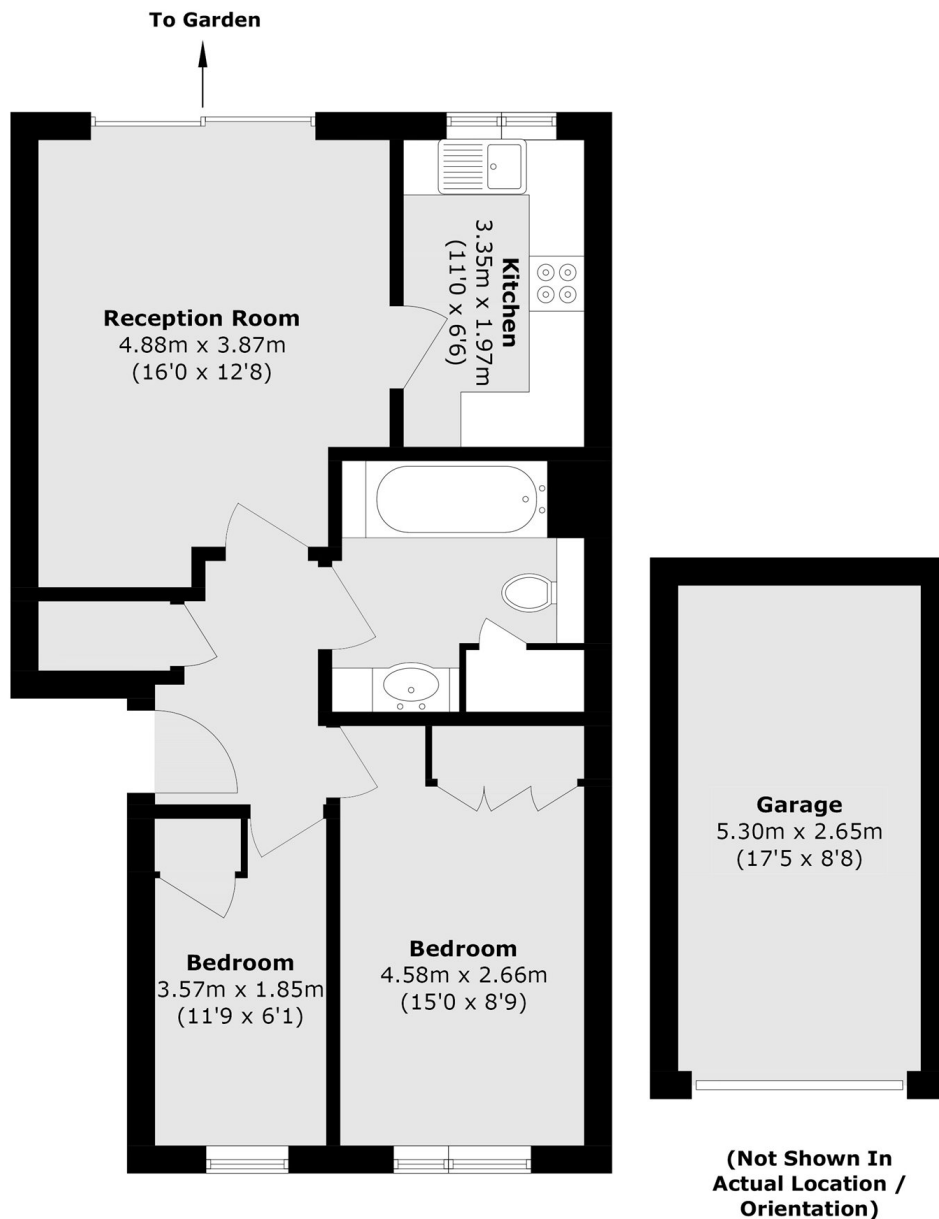 To Garden
Reception Room
4.88m x 3.87m
(16'0 x 12'8)
Kitchen
3.35m x 1.97m
(11'0 x 6'6)
Garage
5.30m x 2.65m
(17'5 x 8'8)
Bedroom
3.57m x 1.85m
(11'9 x 6'1)
Bedroom
4.58m x 2.66m
(15'0 x 8'9)
(Not Shown In
Actual Location /
Orientation)